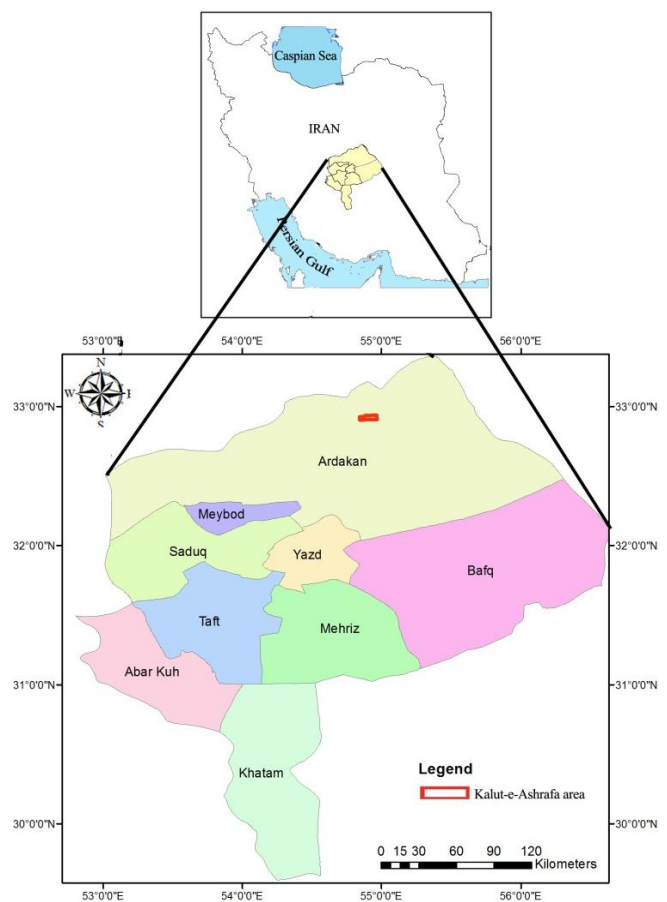 Caspian Sea
IRAN
Persian Gulf
53°0'0"E 54°0'0"E 55°0'0"E 56°0'0"E
N
W E
S
33°0'0"N 33°0'0"N
Ardakan
Meybod
Saduq
Yazd
32°0'0"N 32°0'0"N
Bafq
Taft
Mehriz
Abar Kuh
31°0'0"N 31°0'0"N
Khatam
Legend
Kalut-e-Ashrafa area
30°0'0"N 30°0'0"N
0 15 30 60 90 120
Kilometers
53°0'0"E 54°0'0"E 55°0'0"E 56°0'0"E